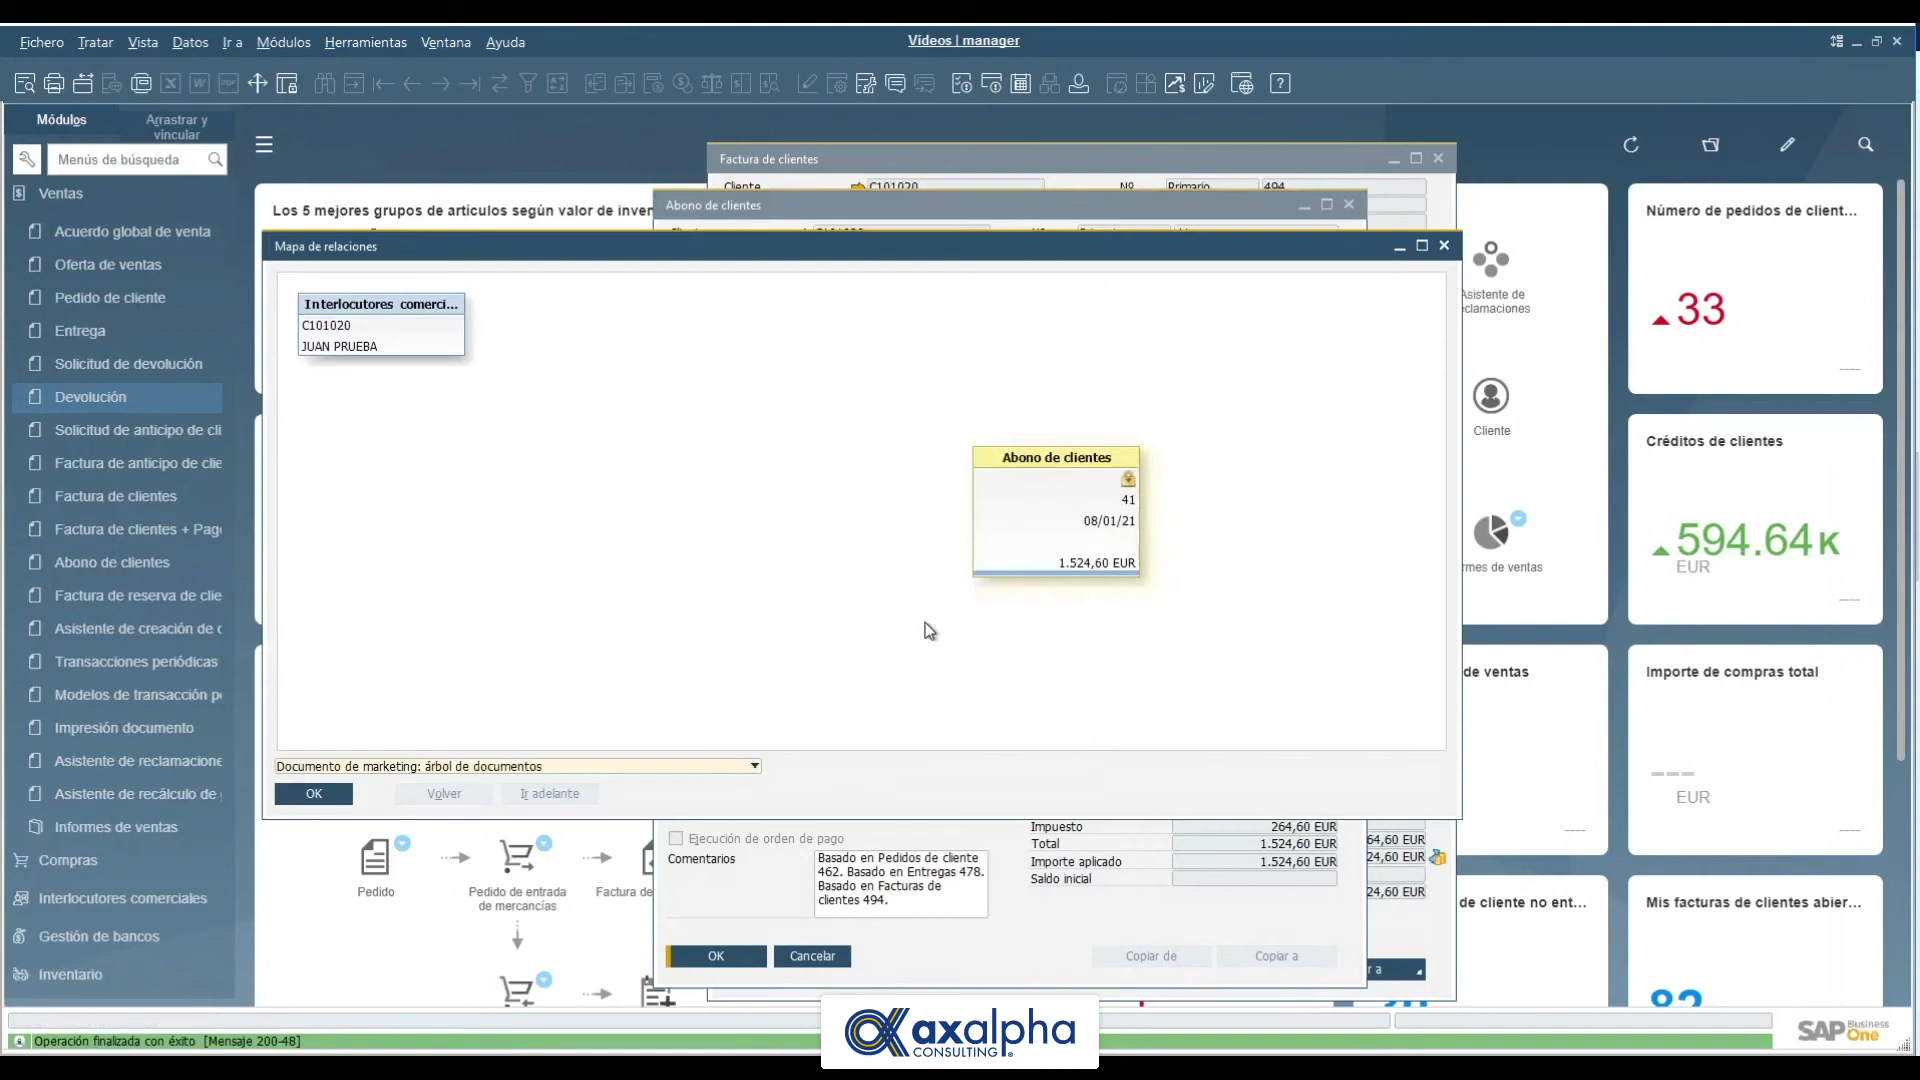 Fichero Tratar Vista Datos Ir a Módulos Herramientas Ventana Ayuda
Videos | manager
Módulos
Arrastrar y
vincular
Menús de búsqueda
Ventas
Acuerdo global de venta
Oferta de ventas
Pedido de cliente
Entrega
Solicitud de devolución
Devolución
Solicitud de anticipo de cli
Factura de anticipo de clie
Factura de clientes
Factura de clientes + Pago
Abono de clientes
Factura de reserva de clie
Asistente de creación de d
Transacciones periódicas
Modelos de transacción pe
Impresión documento
Asistente de reclamacione
Asistente de recálculo de
Informes de ventas
Compras
Interlocutores comerciales
Gestión de bancos
Inventario
Los 5 mejores grupos de artículos según valor de inven
Factura de clientes
Cliente C101020 Nº Primario 494
Abono de clientes
Mapa de relaciones
Interlocutores comerci...
C101020
JUAN PRUEBA
Abono de clientes
41
08/01/21
1.524,60 EUR
Documento de marketing: árbol de documentos
OK Volver Ir adelante
Ejecución de orden de pago
Comentarios
Basado en Pedidos de cliente
462. Basado en Entregas 478.
Basado en Facturas de
clientes 494.
Impuesto 264,60 EUR
Total 1.524,60 EUR
Importe aplicado 1.524,60 EUR
Saldo inicial
64,60 EUR
24,60 EUR
24,60 EUR
OK Cancelar Copiar de Copiar a
r a
Pedido
Pedido de entrada
de mercancías
Factura de
Asistente de
clamaciones
Cliente
rmes de ventas
Número de pedidos de client...
33
Créditos de clientes
594.64 K
EUR
de ventas
Importe de compras total
---
EUR
de cliente no ent...
Mis facturas de clientes abier...
82
Operación finalizada con éxito [Mensaje 200-48]
axalpha
CONSULTING ®
SAP Business
One